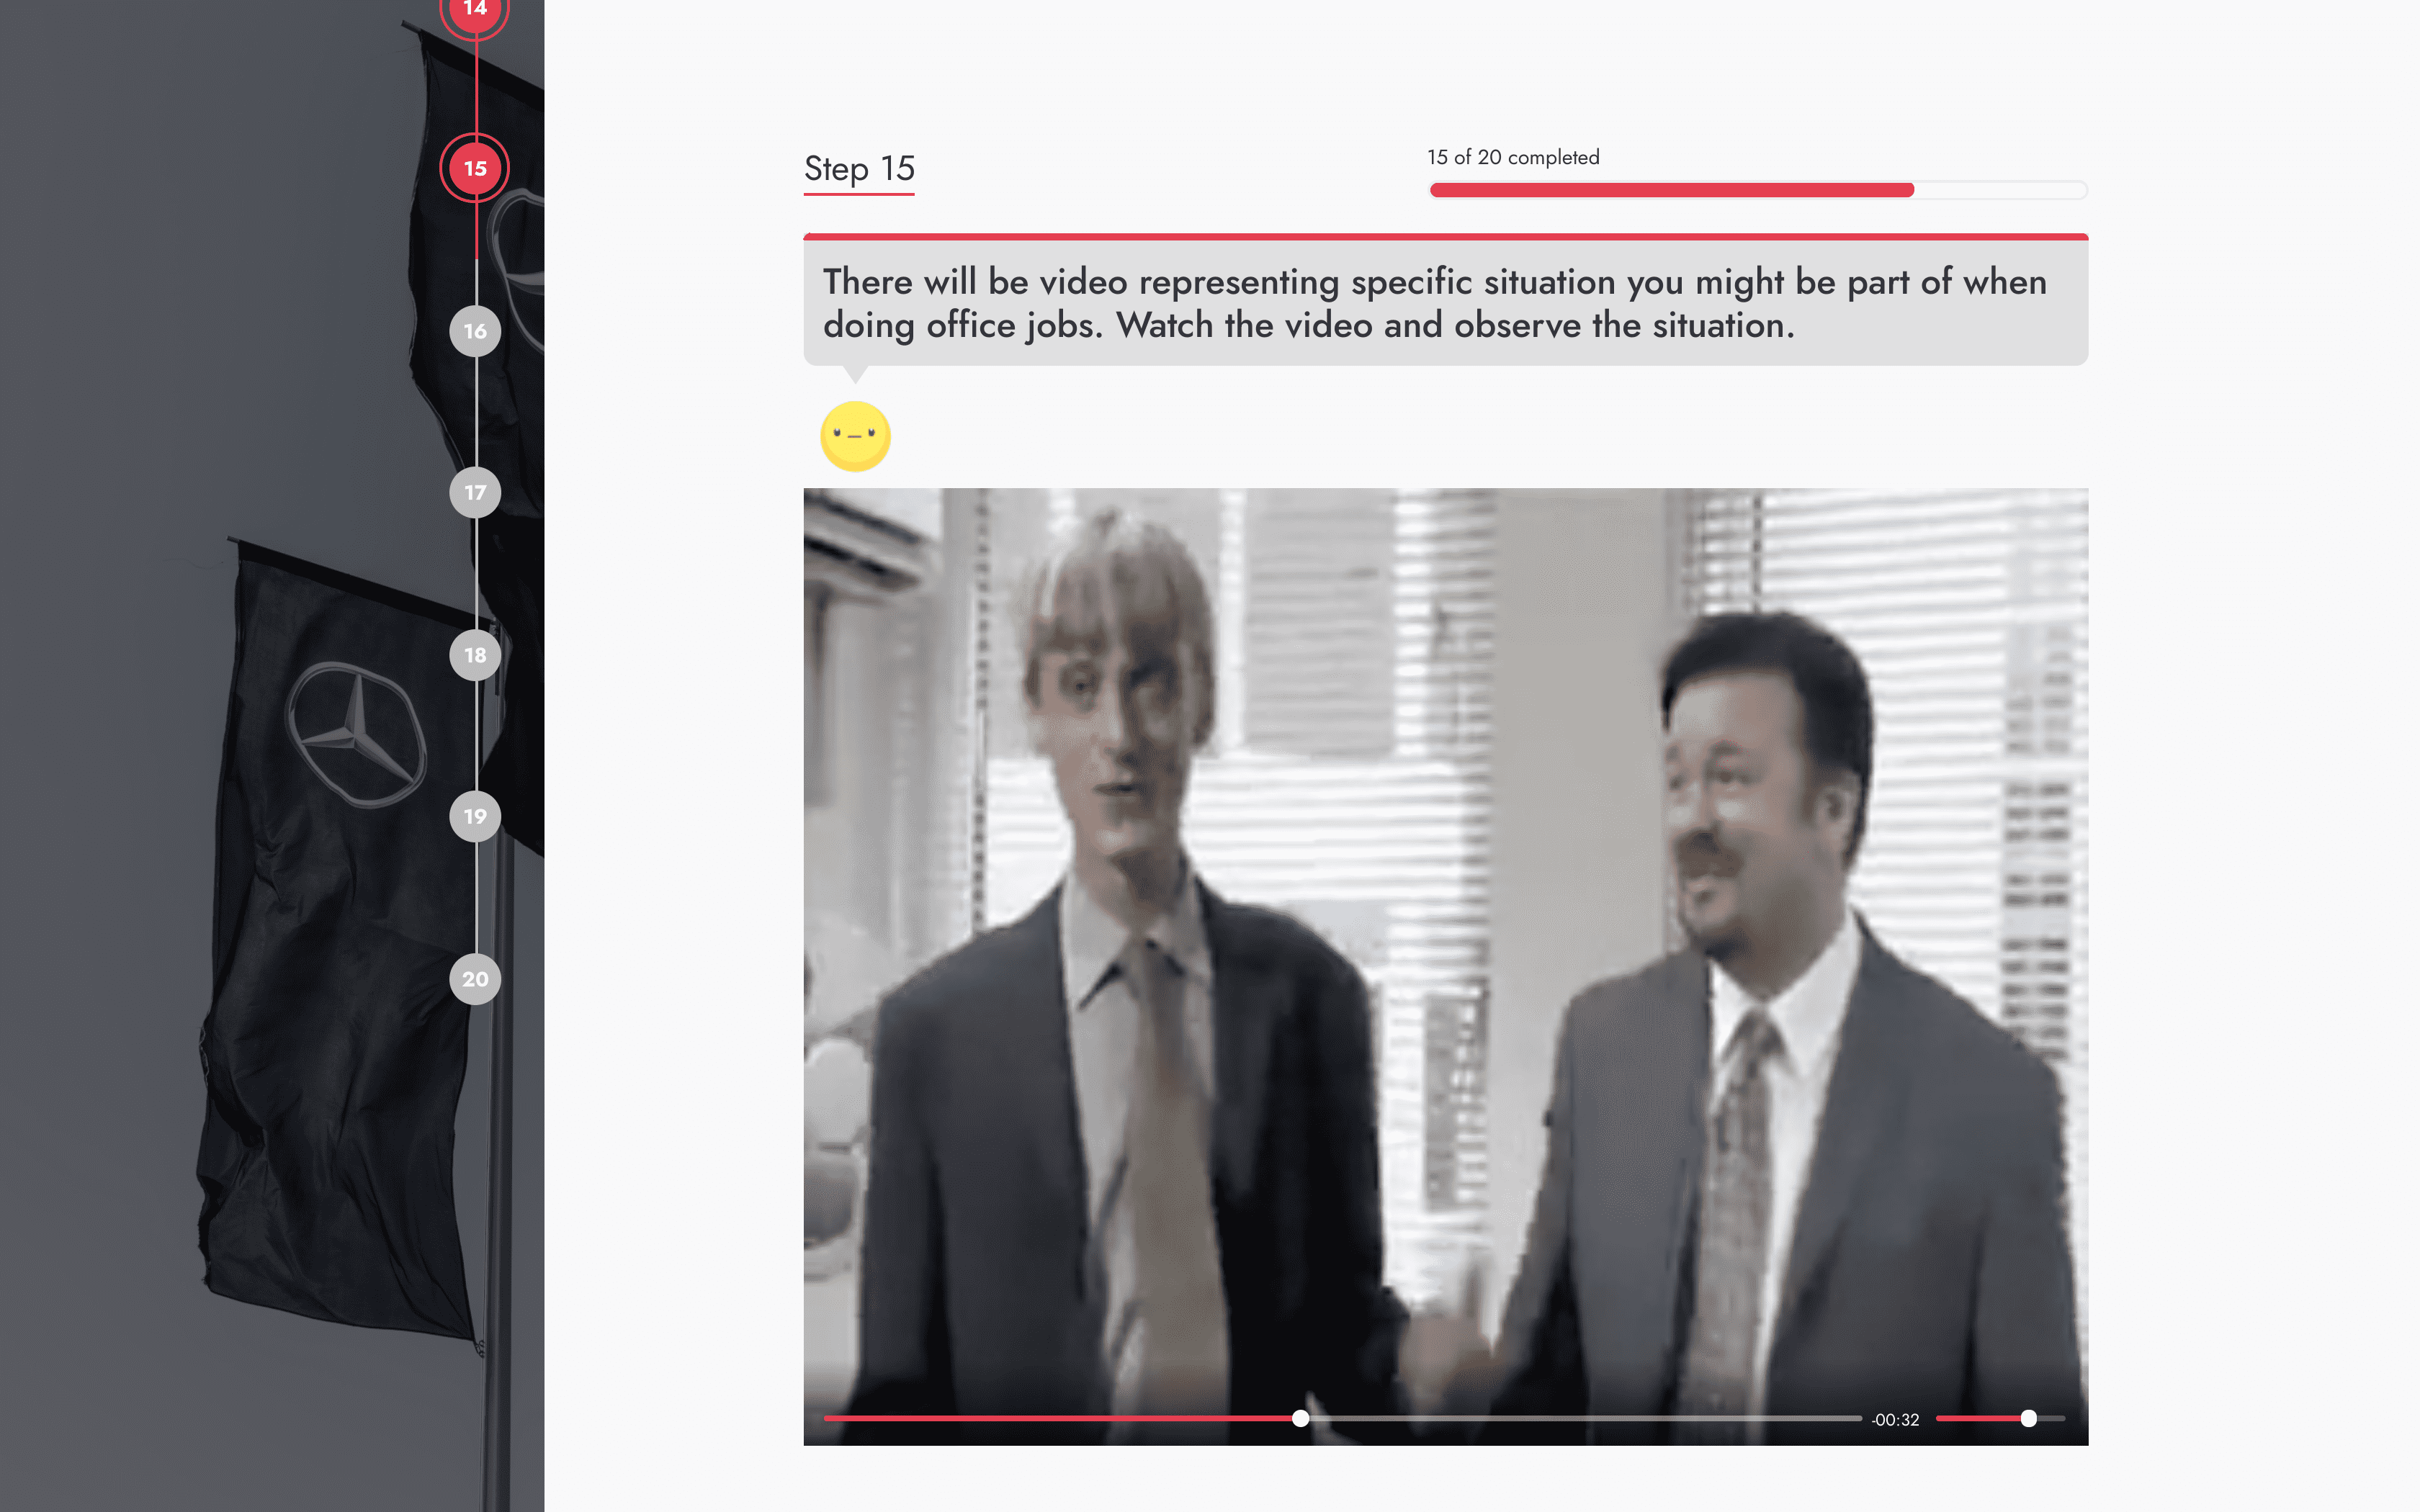 14
15
16
17
18
19
20
Step 15
15 of 20 completed
There will be video representing specific situation you might be part of when
doing office jobs. Watch the video and observe the situation.
-00:32